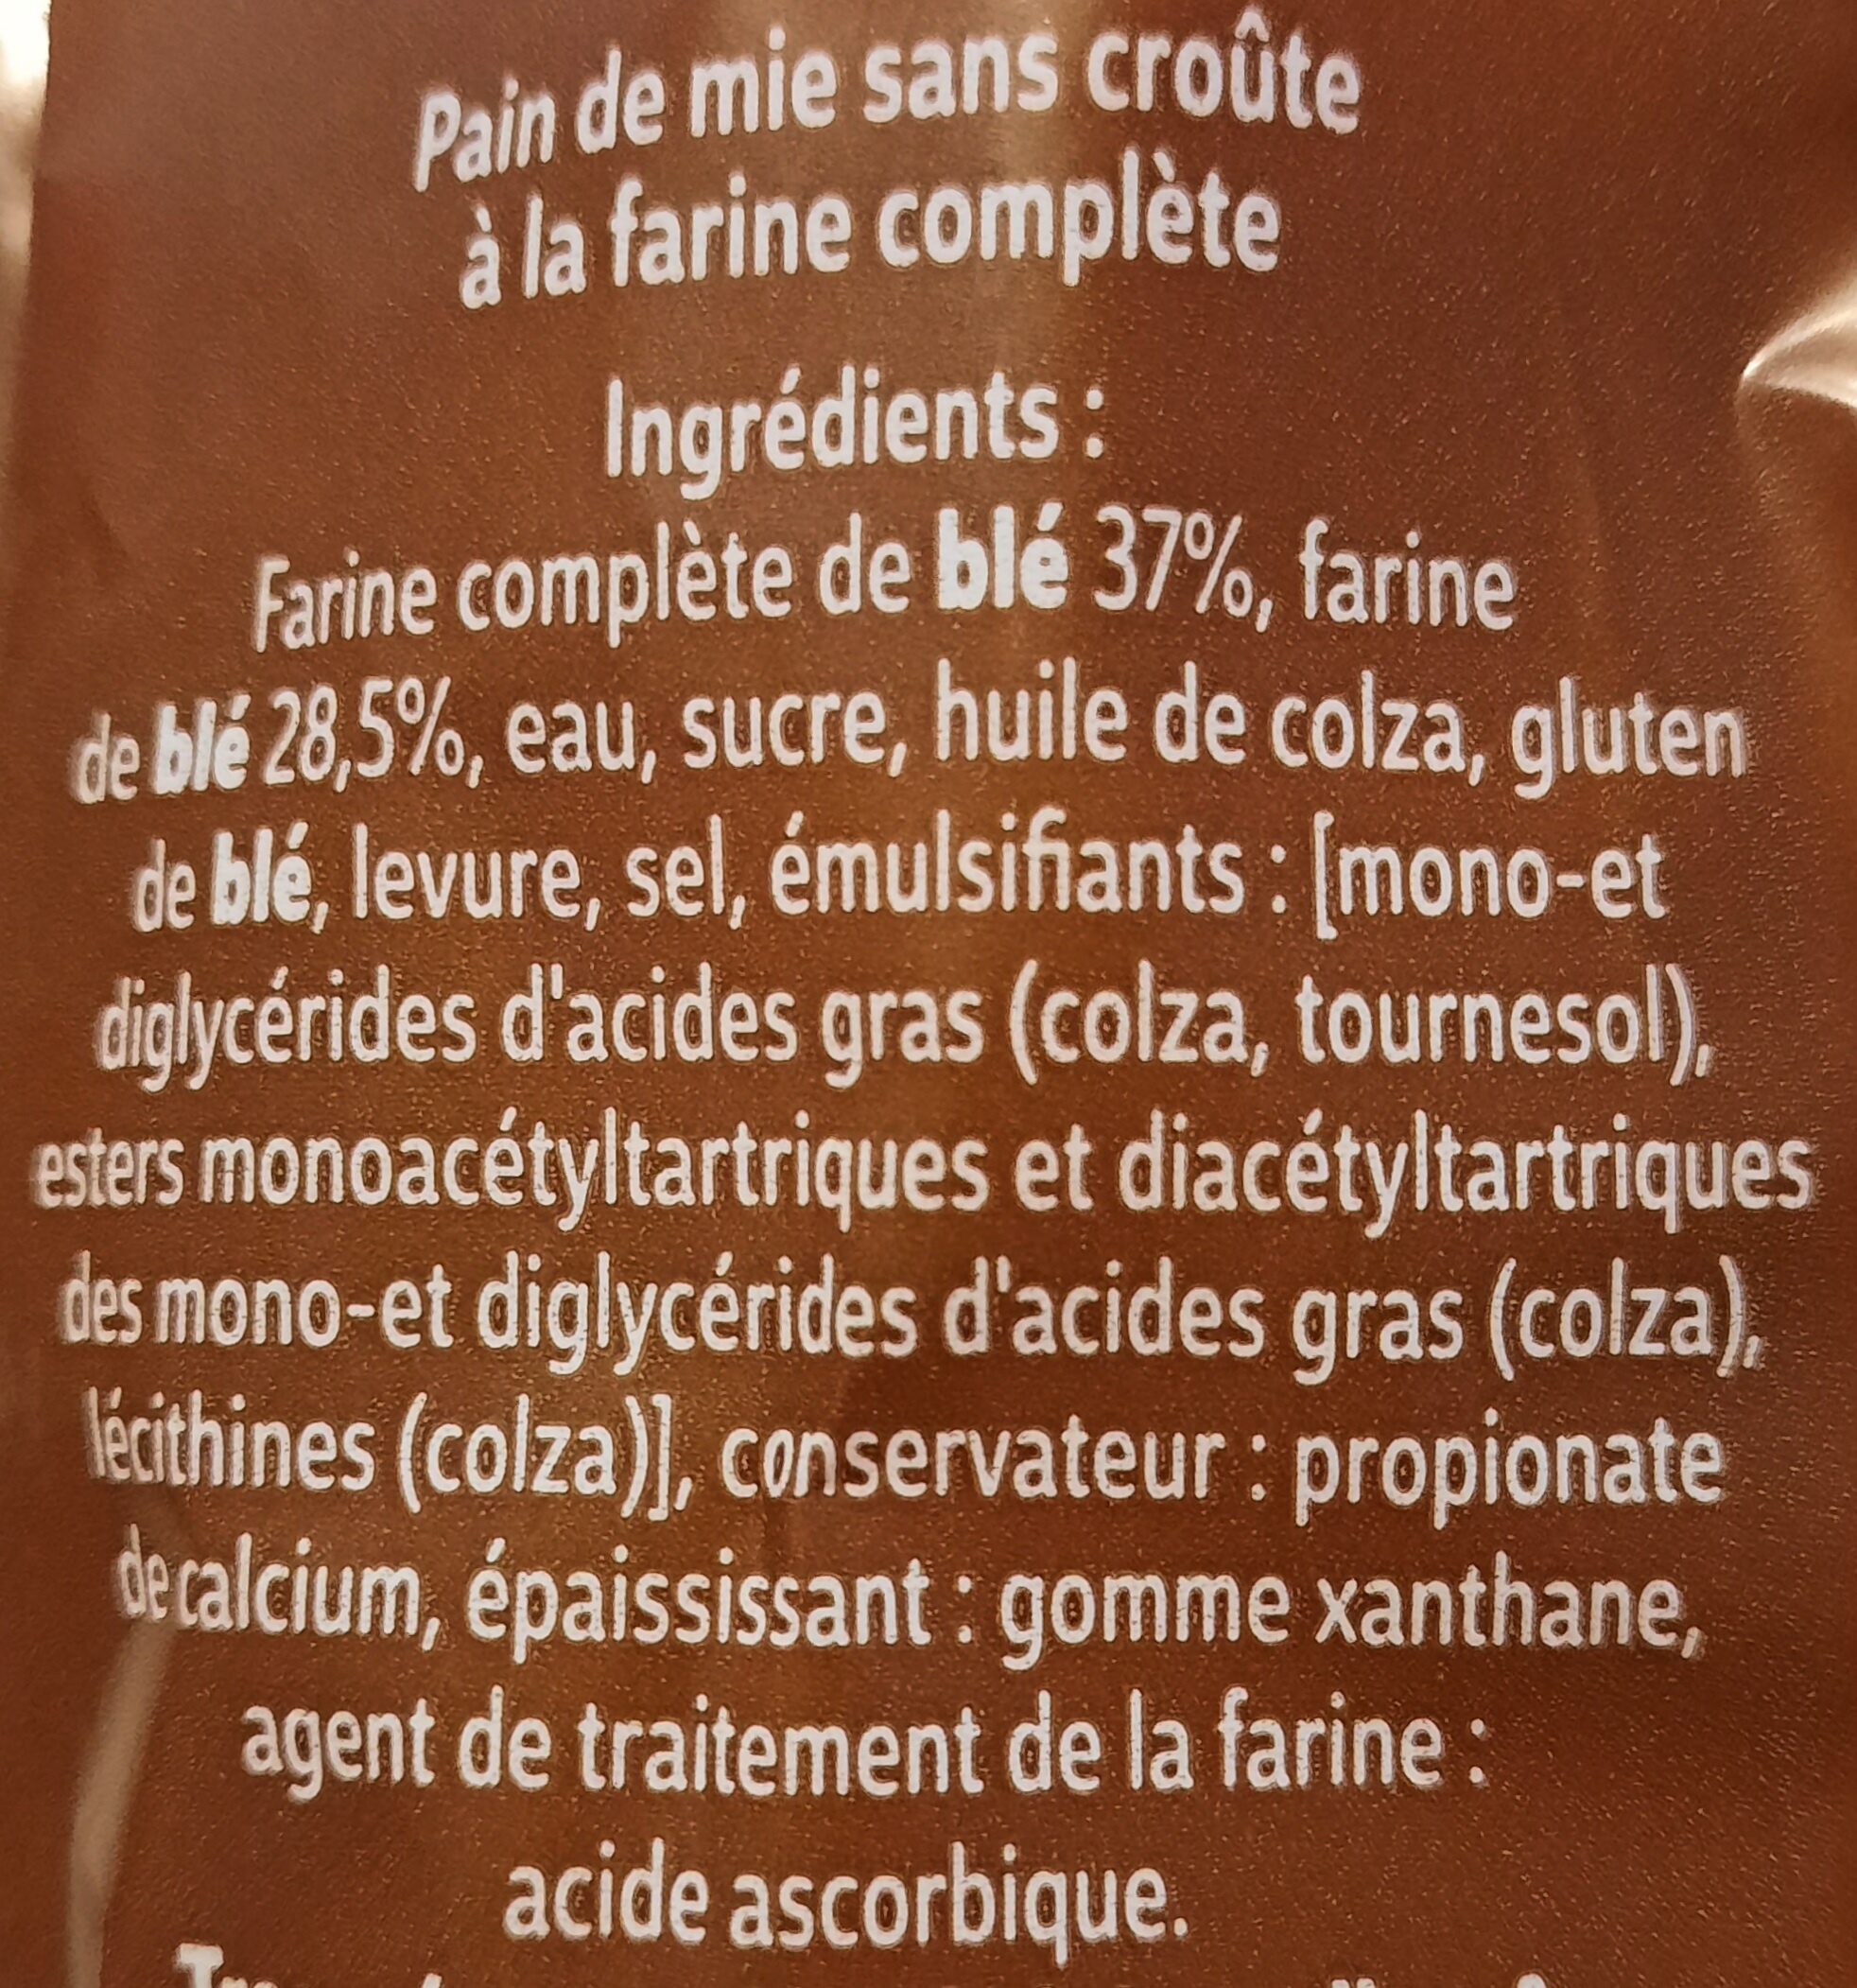 Pain de mie sans croûte
à la farine complète
Ingrédients :
Farine complète de blé 37%, farine
de blé 28,5%, eau, sucre, huile de colza, gluten
de blé, levure, sel, émulsifiants : [mono-et
diglycérides d'acides gras (colza, tournesol),
esters monoacétyltartriques et diacétyltartriques
des mono-et diglycérides d'acides gras (colza),
lécithines (colza)], conservateur : propionate
de calcium, épaississant : gomme xanthane,
agent de traitement de la farine :
acide ascorbique.